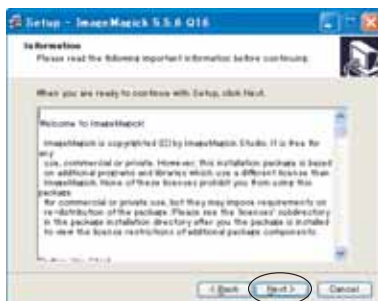 Setup - ImageMagick 5.5.6 Q16
Information
Please read the following important information before continuing.
When you are ready to continue with Setup, click Next.
Welcome to ImageMagick!
ImageMagick is copyrighted (C) by ImageMagick Studio. It is free for
any
use, commercial or private. However, this installation package is based
on additional programs and libraries which use a different license than
ImageMagick. None of these licenses prohibit you from using this
package
for commercial or private use, but they may impose requirements on
re-distribution of the package. Please see the licenses' subdirectory
in the package installation directory after you the package is installed
to view the license restrictions of additional package components.
< Back
Next >
Cancel